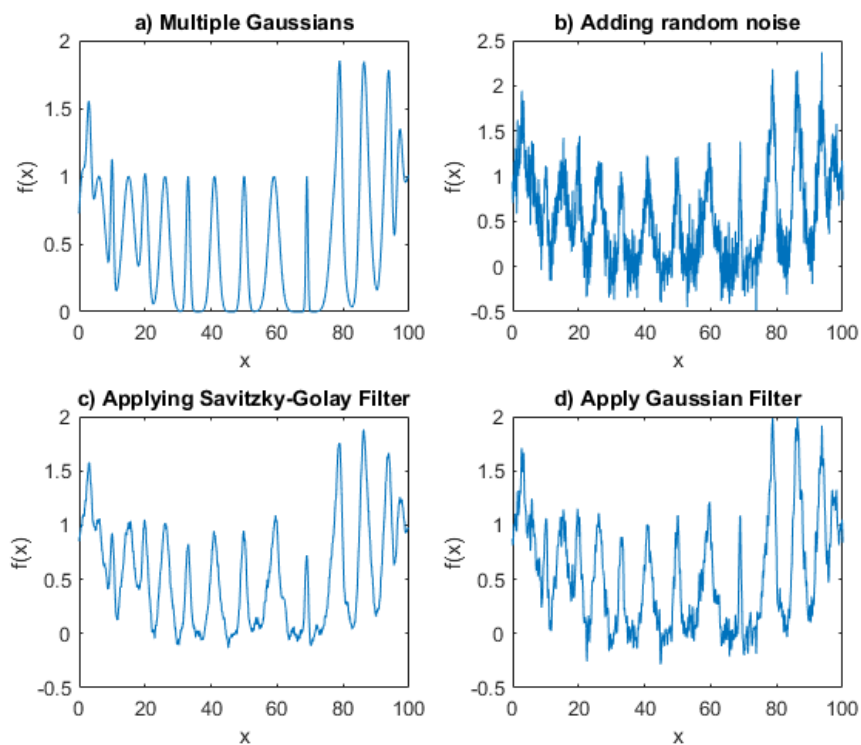 a) Multiple Gaussians
2
1.5
1
0.5
0
f(x)
0 20 40 60 80 100
x
b) Adding random noise
2.5
2
1.5
1
0.5
0
-0.5
f(x)
0 20 40 60 80 100
x
c) Applying Savitzky-Golay Filter
2
1.5
1
0.5
0
-0.5
f(x)
0 20 40 60 80 100
x
d) Apply Gaussian Filter
2
1.5
1
0.5
0
-0.5
f(x)
0 20 40 60 80 100
x